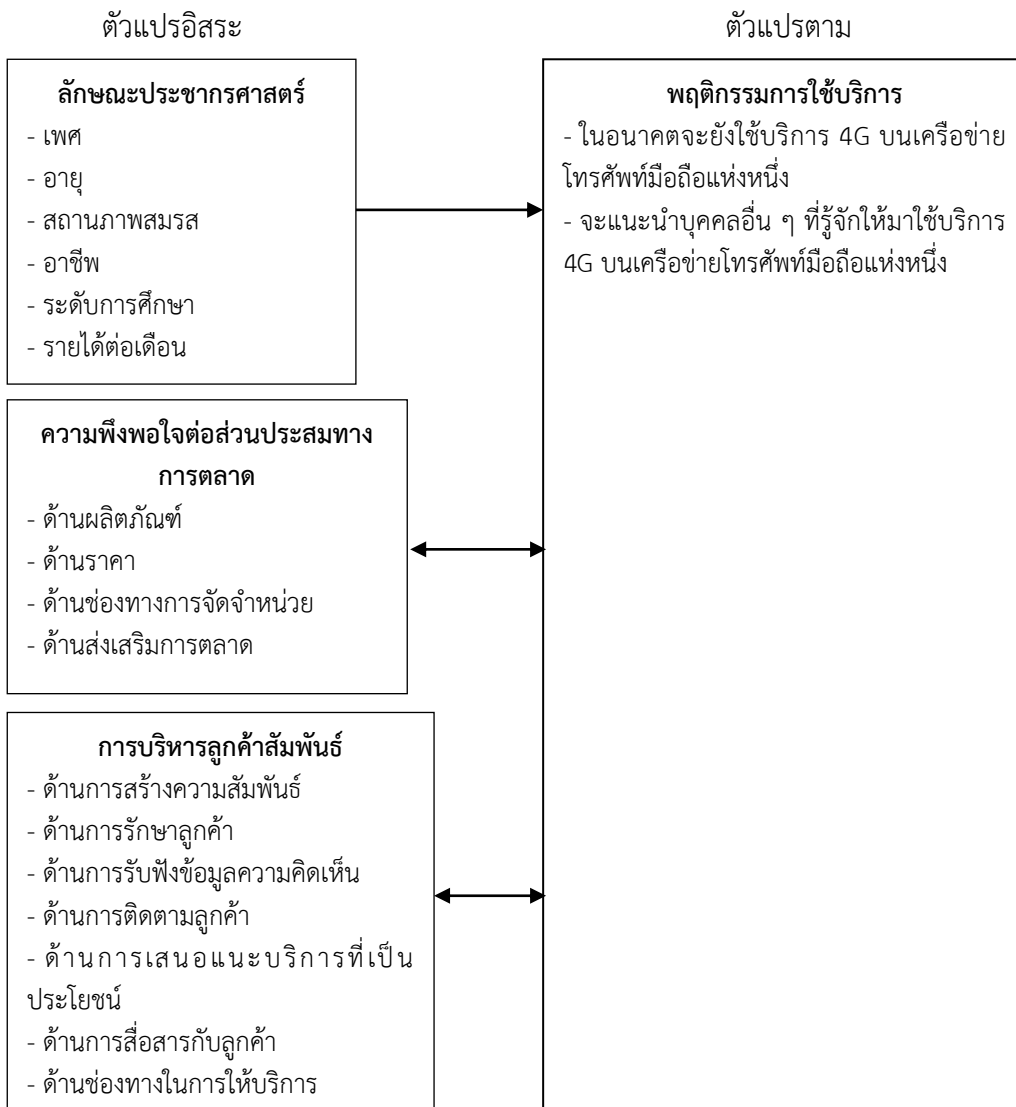 ตัวแปรอิสระ
ตัวแปรตาม
ลักษณะประชากรศาสตร์
- เพศ
- อายุ
- สถานภาพสมรส
- อาชีพ
- ระดับการศึกษา
- รายได้ต่อเดือน
ความพึงพอใจต่อส่วนประสมทาง
การตลาด
- ด้านผลิตภัณฑ์
- ด้านราคา
- ด้านช่องทางการจัดจำหน่วย
- ด้านส่งเสริมการตลาด
การบริหารลูกค้าสัมพันธ์
- ด้านการสร้างความสัมพันธ์
- ด้านการรักษาลูกค้า
- ด้านการรับฟังข้อมูลความคิดเห็น
- ด้านการติดตามลูกค้า
- ด้านการเสนอแนะบริการที่เป็น
ประโยชน์
- ด้านการสื่อสารกับลูกค้า
- ด้านช่องทางในการให้บริการ
พฤติกรรมการใช้บริการ
- ในอนาคตจะยังใช้บริการ 4G บนเครือข่าย
โทรศัพท์มือถือแห่งหนึ่ง
- จะแนะนำบุคคลอื่น ๆ ที่รู้จักให้มาใช้บริการ
4G บนเครือข่ายโทรศัพท์มือถือแห่งหนึ่ง